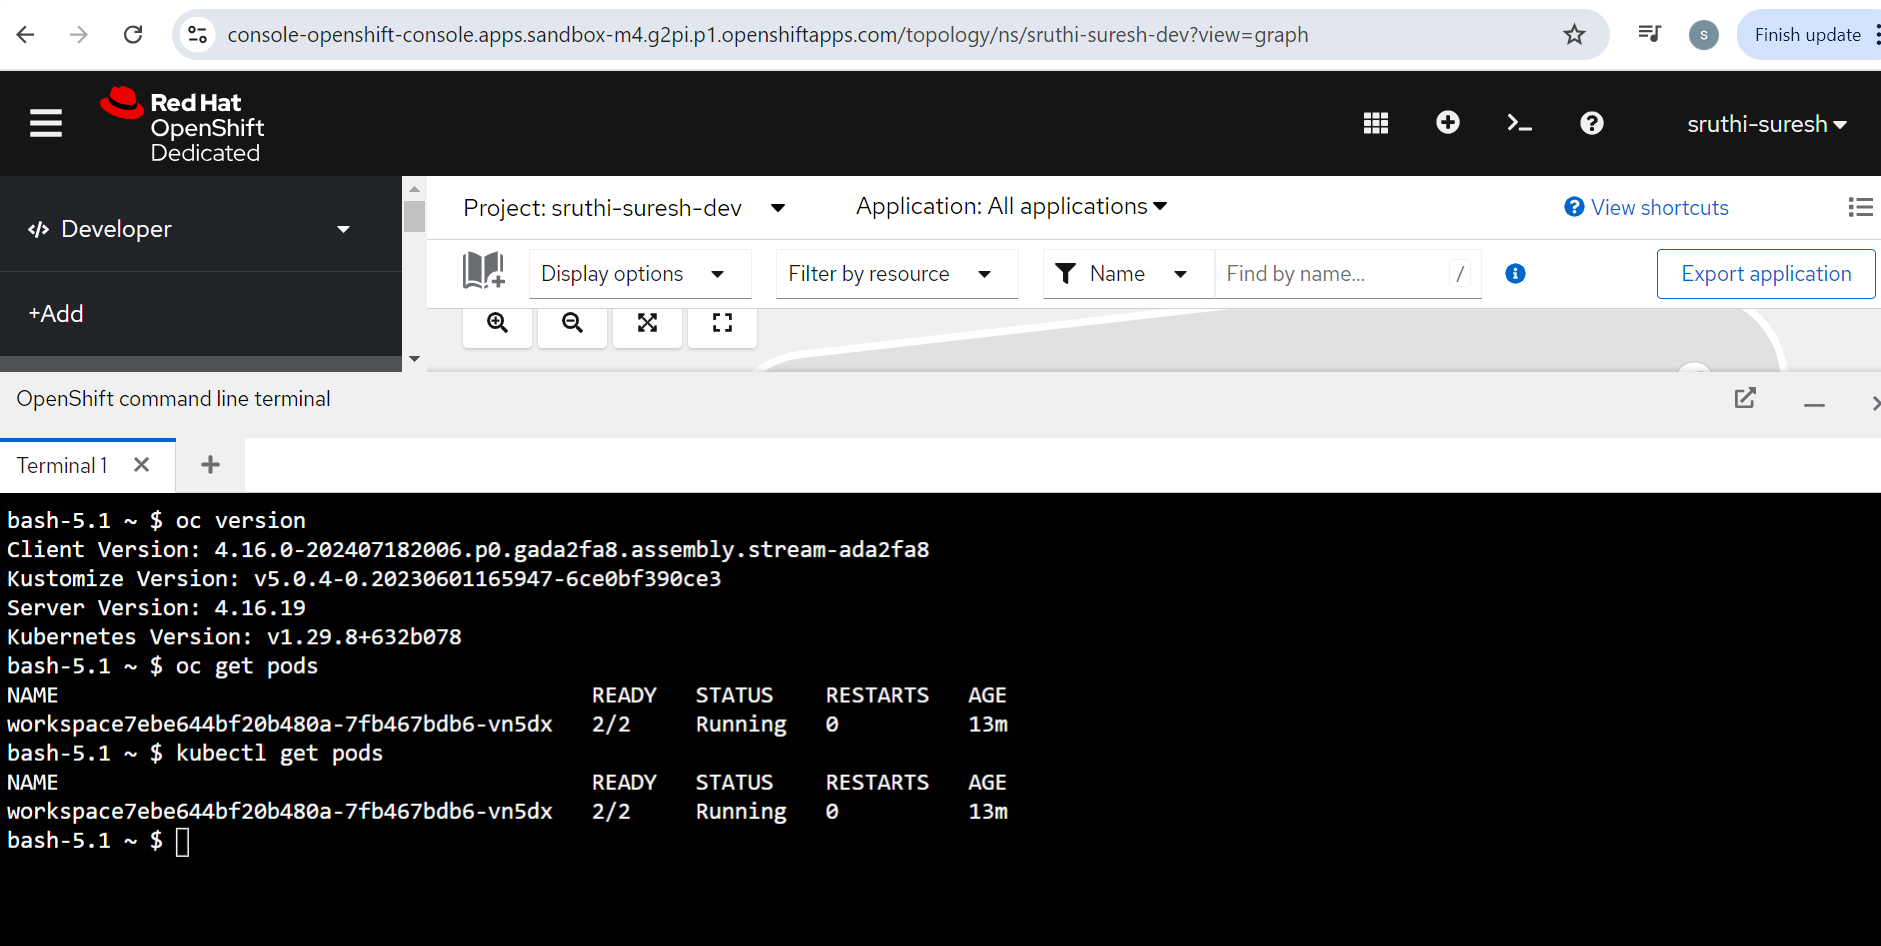 console-openshift-console.apps.sandbox-m4.g2pi.p1.openshiftapps.com/topology/ns/sruthi-suresh-dev?view=graph
S
Finish update
Red Hat
OpenShift
Dedicated
sruthi-suresh
Developer
Project: sruthi-suresh-dev
Application: All applications
View shortcuts
Display options
Filter by resource
Name
Find by name...
/
Export application
+Add
OpenShift command line terminal
Terminal 1
bash-5.1 ~ $ oc version
Client Version: 4.16.0-202407182006.p0.gada2fa8.assembly.stream-ada2fa8
Kustomize Version: v5.0.4-0.20230601165947-6ce0bf390ce3
Server Version: 4.16.19
Kubernetes Version: v1.29.8+632b078
bash-5.1 ~ $ oc get pods
NAME READY STATUS RESTARTS AGE
workspace7ebe644bf20b480a-7fb467bdb6-vn5dx 2/2 Running 0 13m
bash-5.1 ~ $ kubectl get pods
NAME READY STATUS RESTARTS AGE
workspace7ebe644bf20b480a-7fb467bdb6-vn5dx 2/2 Running 0 13m
bash-5.1 ~ $